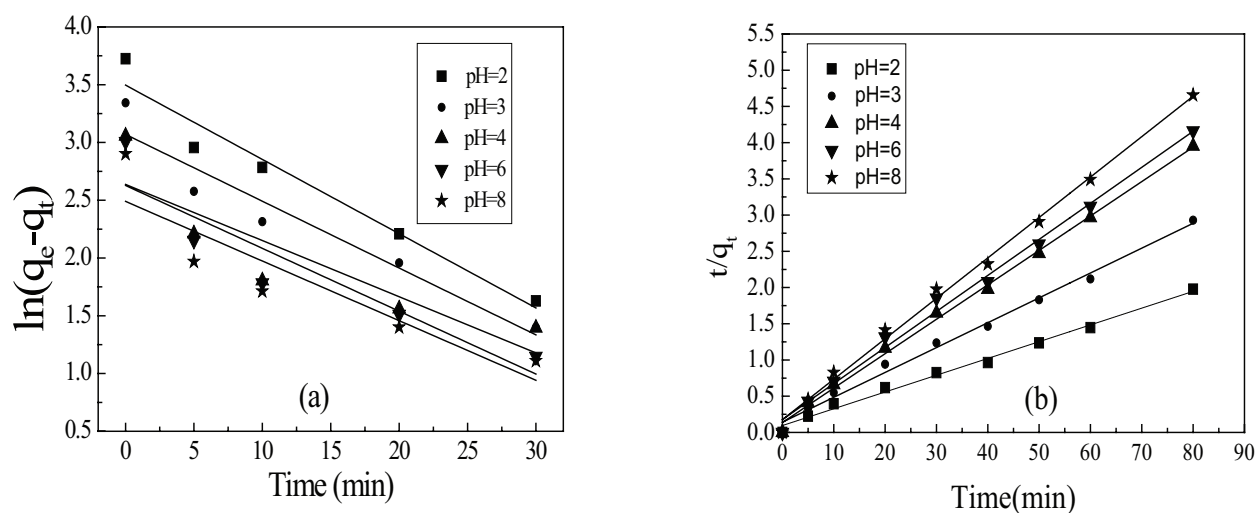 4.0
3.5
3.0
2.5
2.0
1.5
1.0
0.5
ln(q_e-q_t)
pH=2
pH=3
pH=4
pH=6
pH=8
(a)
0 5 10 15 20 25 30
Time (min)
5.5
5.0
4.5
4.0
3.5
3.0
2.5
2.0
1.5
1.0
0.5
0.0
t/q_t
pH=2
pH=3
pH=4
pH=6
pH=8
(b)
0 10 20 30 40 50 60 70 80 90
Time(min)